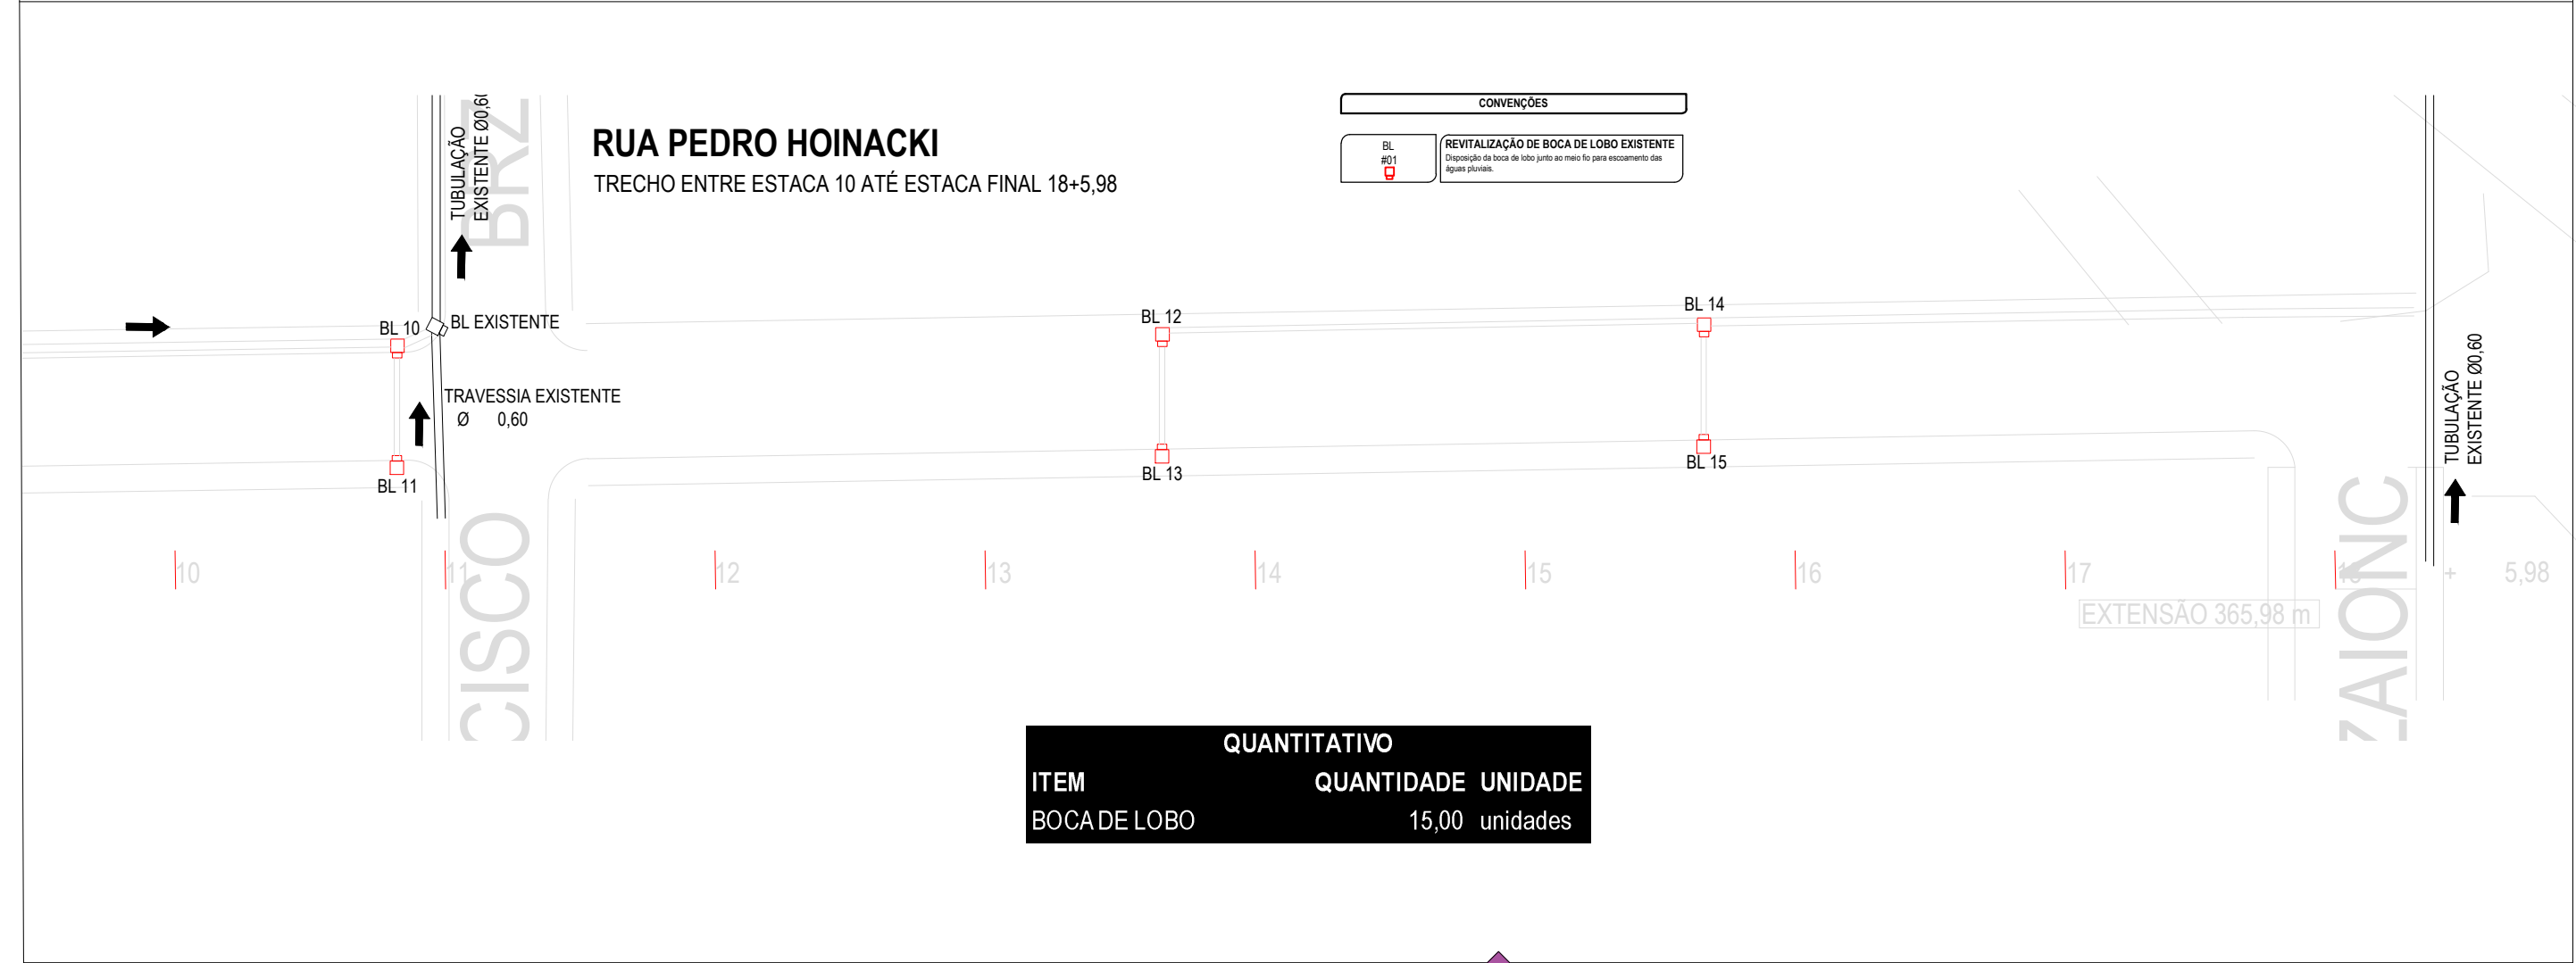 CONVENÇÕES
BL
#01
REVITALIZAÇÃO DE BOCA DE LOBO EXISTENTE
Disposição da boca de lobo junto ao meio fio para escoamento das
águas pluviais.
RUA PEDRO HOINACKI
TRECHO ENTRE ESTACA 10 ATÉ ESTACA FINAL 18+5,98
TUBULAÇÃO
EXISTENTE Ø0,60
BRZ
BL 10
BL EXISTENTE
BL 12
BL 14
TRAVESSIA EXISTENTE
Ø 0,60
BL 11
BL 13
BL 15
TUBULAÇÃO
EXISTENTE Ø0,60
CISCO
ZAIONC
10
11
12
13
14
15
16
17
18
+ 5,98
EXTENSÃO 365,98 m
QUANTITATIVO
ITEM QUANTIDADE UNIDADE
BOCA DE LOBO 15,00 unidades